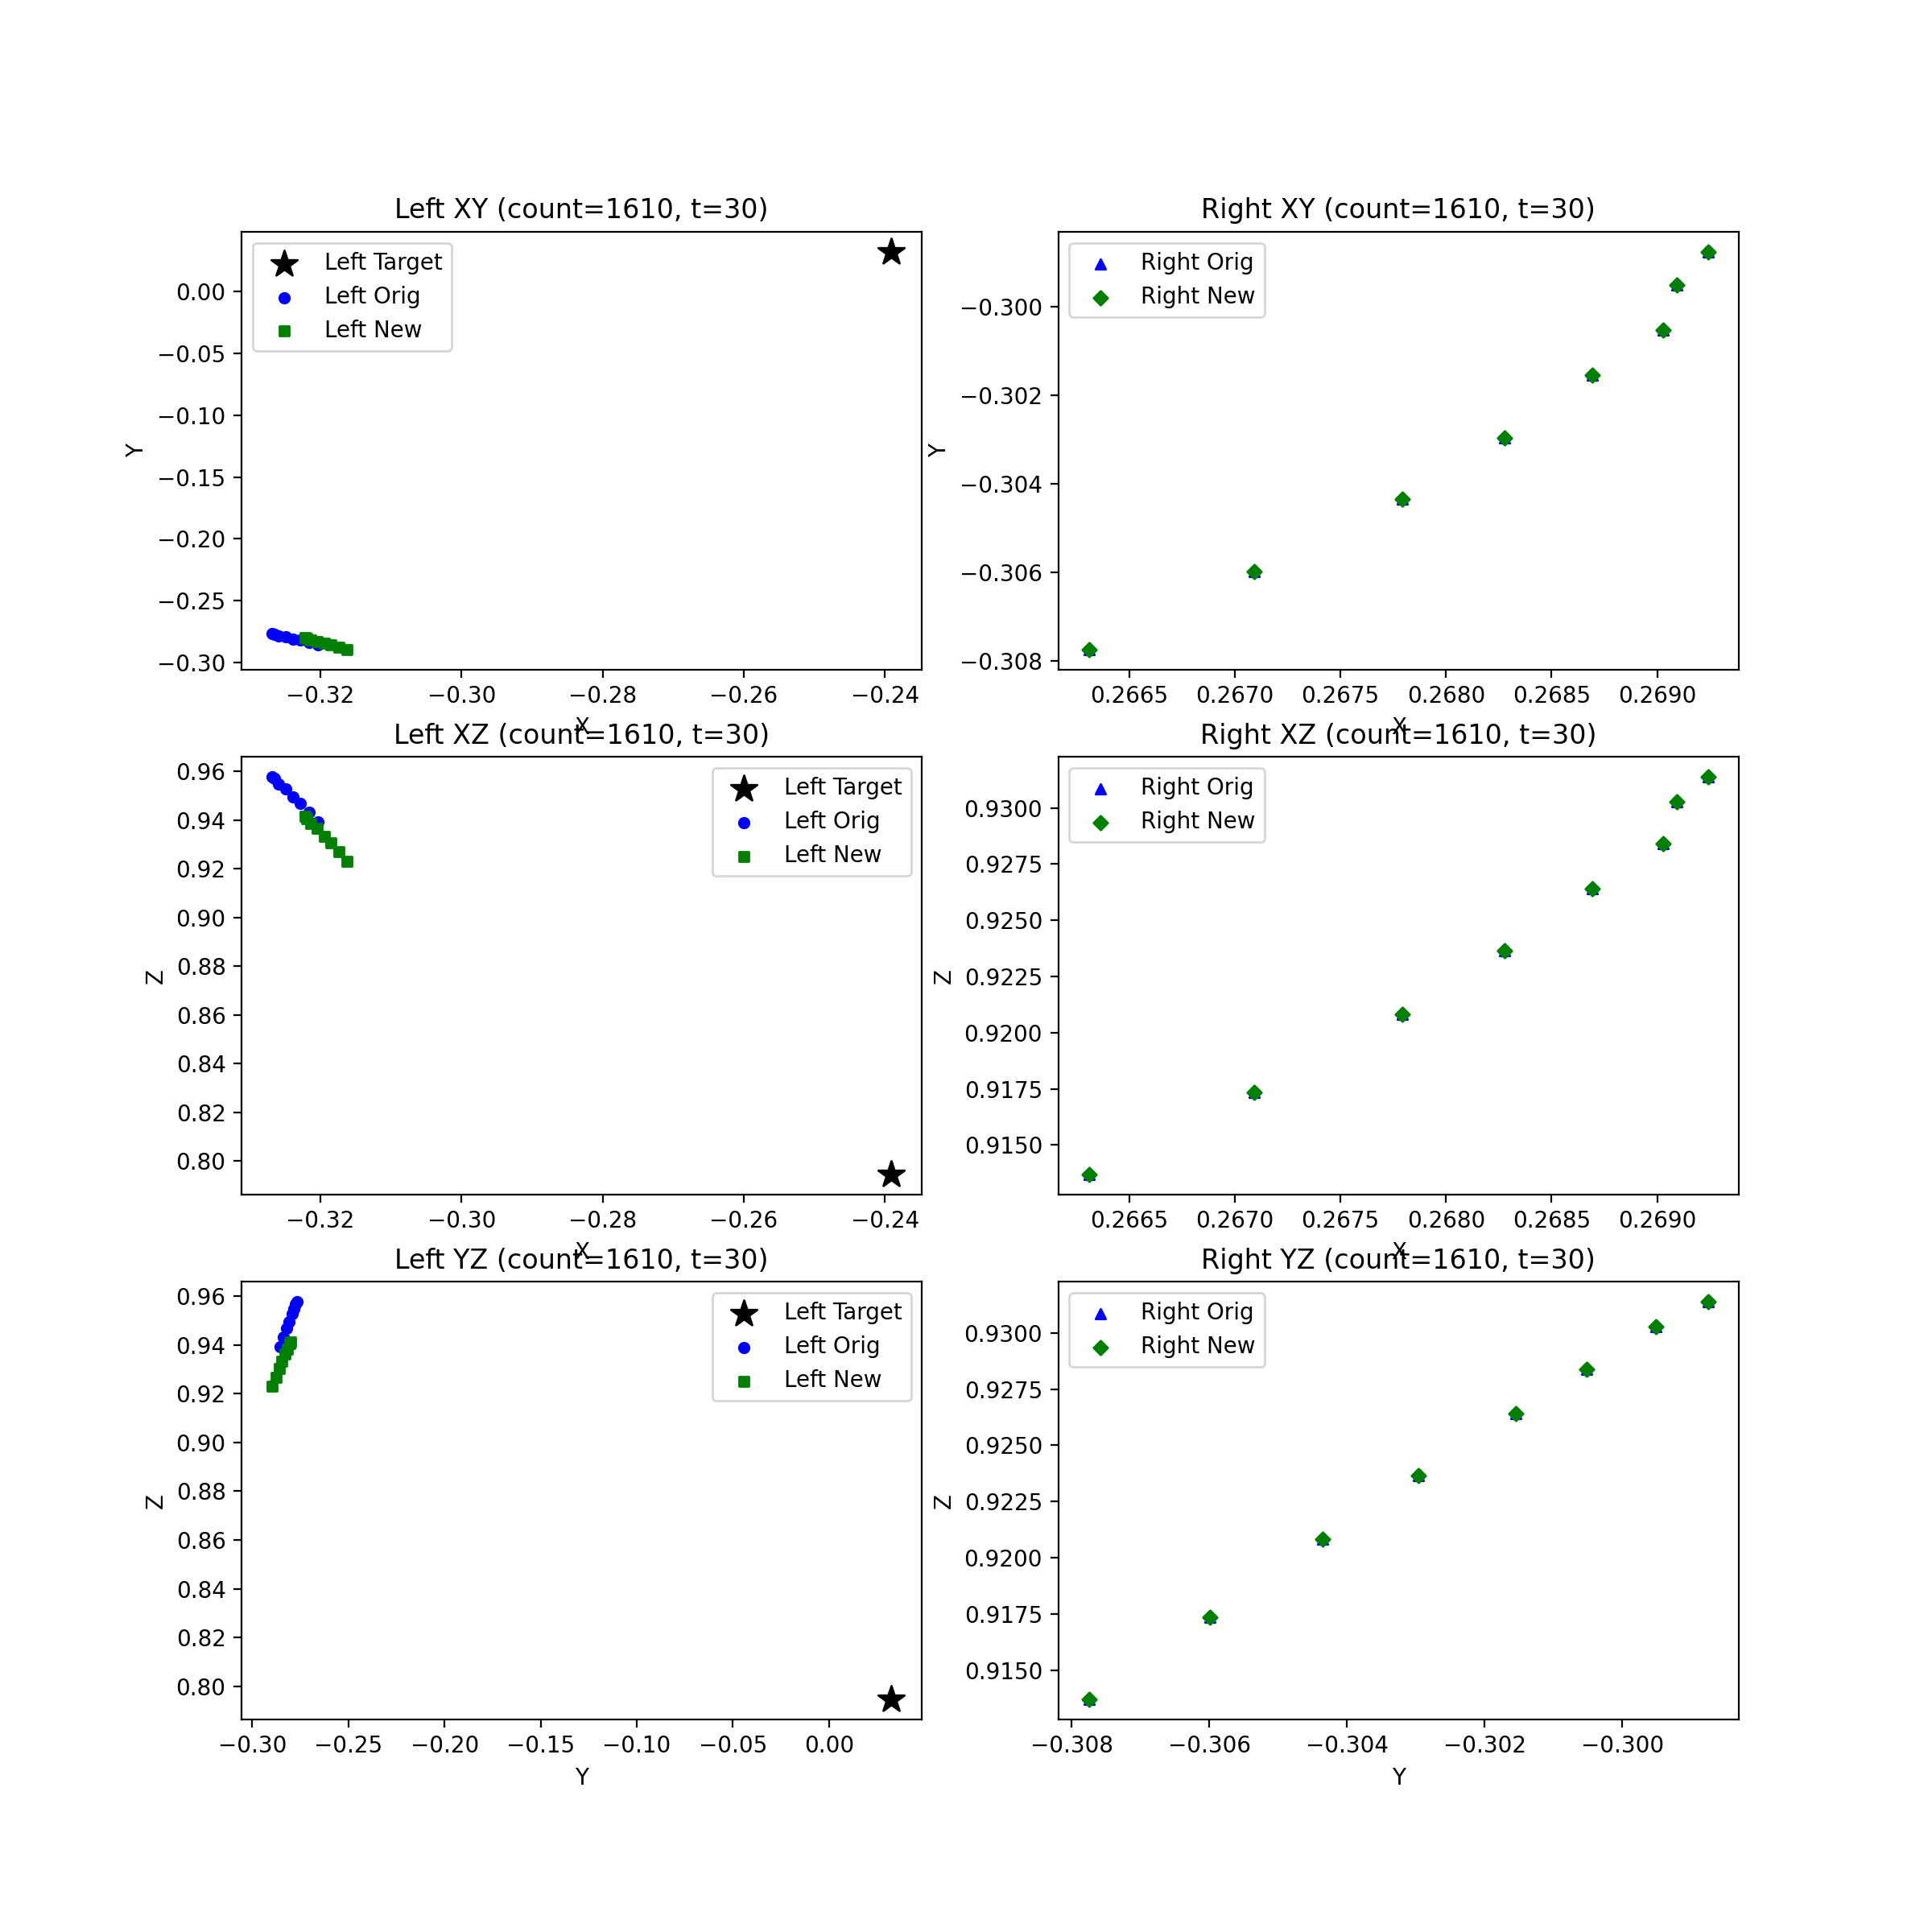 Left XY (count=1610, t=30)
Left Target
Left Orig
Left New
0.00
−0.05
−0.10
−0.15
−0.20
−0.25
−0.30
Y
−0.32
−0.30
−0.28
−0.26
−0.24
X
Right XY (count=1610, t=30)
Right Orig
Right New
−0.300
−0.302
−0.304
−0.306
−0.308
Y
0.2665
0.2670
0.2675
0.2680
0.2685
0.2690
X
Left XZ (count=1610, t=30)
Left Target
Left Orig
Left New
0.96
0.94
0.92
0.90
0.88
0.86
0.84
0.82
0.80
Z
−0.32
−0.30
−0.28
−0.26
−0.24
X
Right XZ (count=1610, t=30)
Right Orig
Right New
0.9300
0.9275
0.9250
0.9225
0.9200
0.9175
0.9150
Z
0.2665
0.2670
0.2675
0.2680
0.2685
0.2690
X
Left YZ (count=1610, t=30)
Left Target
Left Orig
Left New
0.96
0.94
0.92
0.90
0.88
0.86
0.84
0.82
0.80
Z
−0.30
−0.25
−0.20
−0.15
−0.10
−0.05
0.00
Y
Right YZ (count=1610, t=30)
Right Orig
Right New
0.9300
0.9275
0.9250
0.9225
0.9200
0.9175
0.9150
Z
−0.308
−0.306
−0.304
−0.302
−0.300
Y